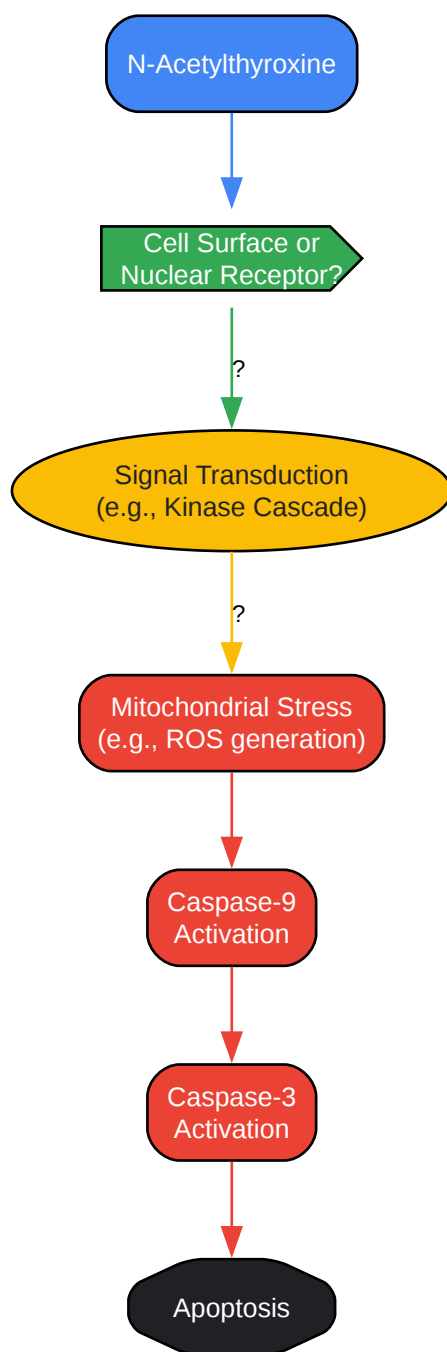 N-Acetylthyroxine
Cell Surface or
Nuclear Receptor?
?
Signal Transduction
(e.g., Kinase Cascade)
?
Mitochondrial Stress
(e.g., ROS generation)
Caspase-9
Activation
Caspase-3
Activation
Apoptosis